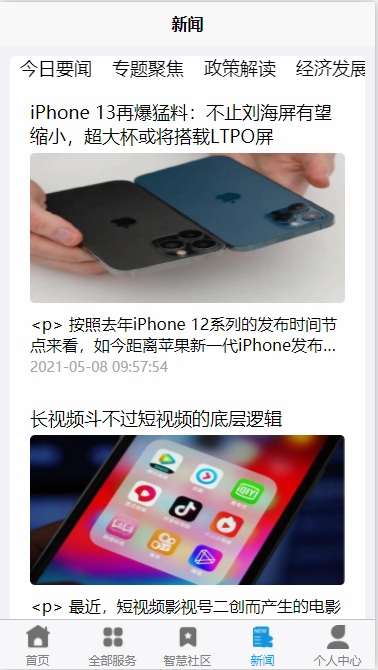 新闻
今日要闻 专题聚焦 政策解读 经济发展
iPhone 13再爆猛料：不止刘海屏有望
缩小，超大杯或将搭载LTPO屏
<p> 按照去年iPhone 12系列的发布时间节
点来看，如今距离苹果新一代iPhone发布...
2021-05-08 09:57:54
长视频斗不过短视频的底层逻辑
<p> 最近，短视频影视号二创而产生的电影
NEWS
首页 全部服务 智慧社区 新闻 个人中心